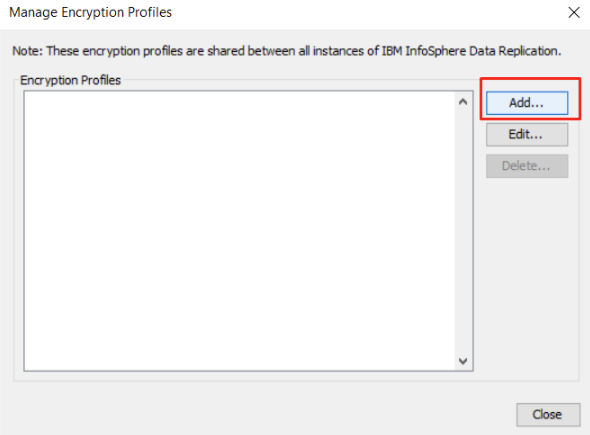 Manage Encryption Profiles
Note: These encryption profiles are shared between all instances of IBM InfoSphere Data Replication.
Encryption Profiles
Add...
Edit...
Delete...
Close